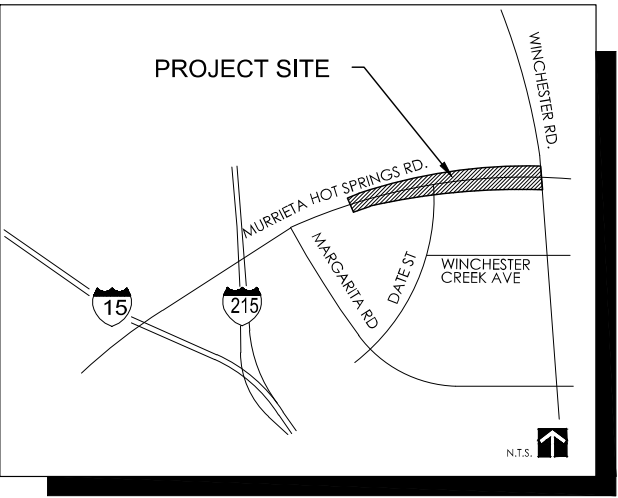 PROJECT SITE
WINCHESTER RD.
MURRIETA HOT SPRINGS RD.
MARGARITA RD
DATE ST
WINCHESTER
CREEK AVE
15
215
N.T.S.